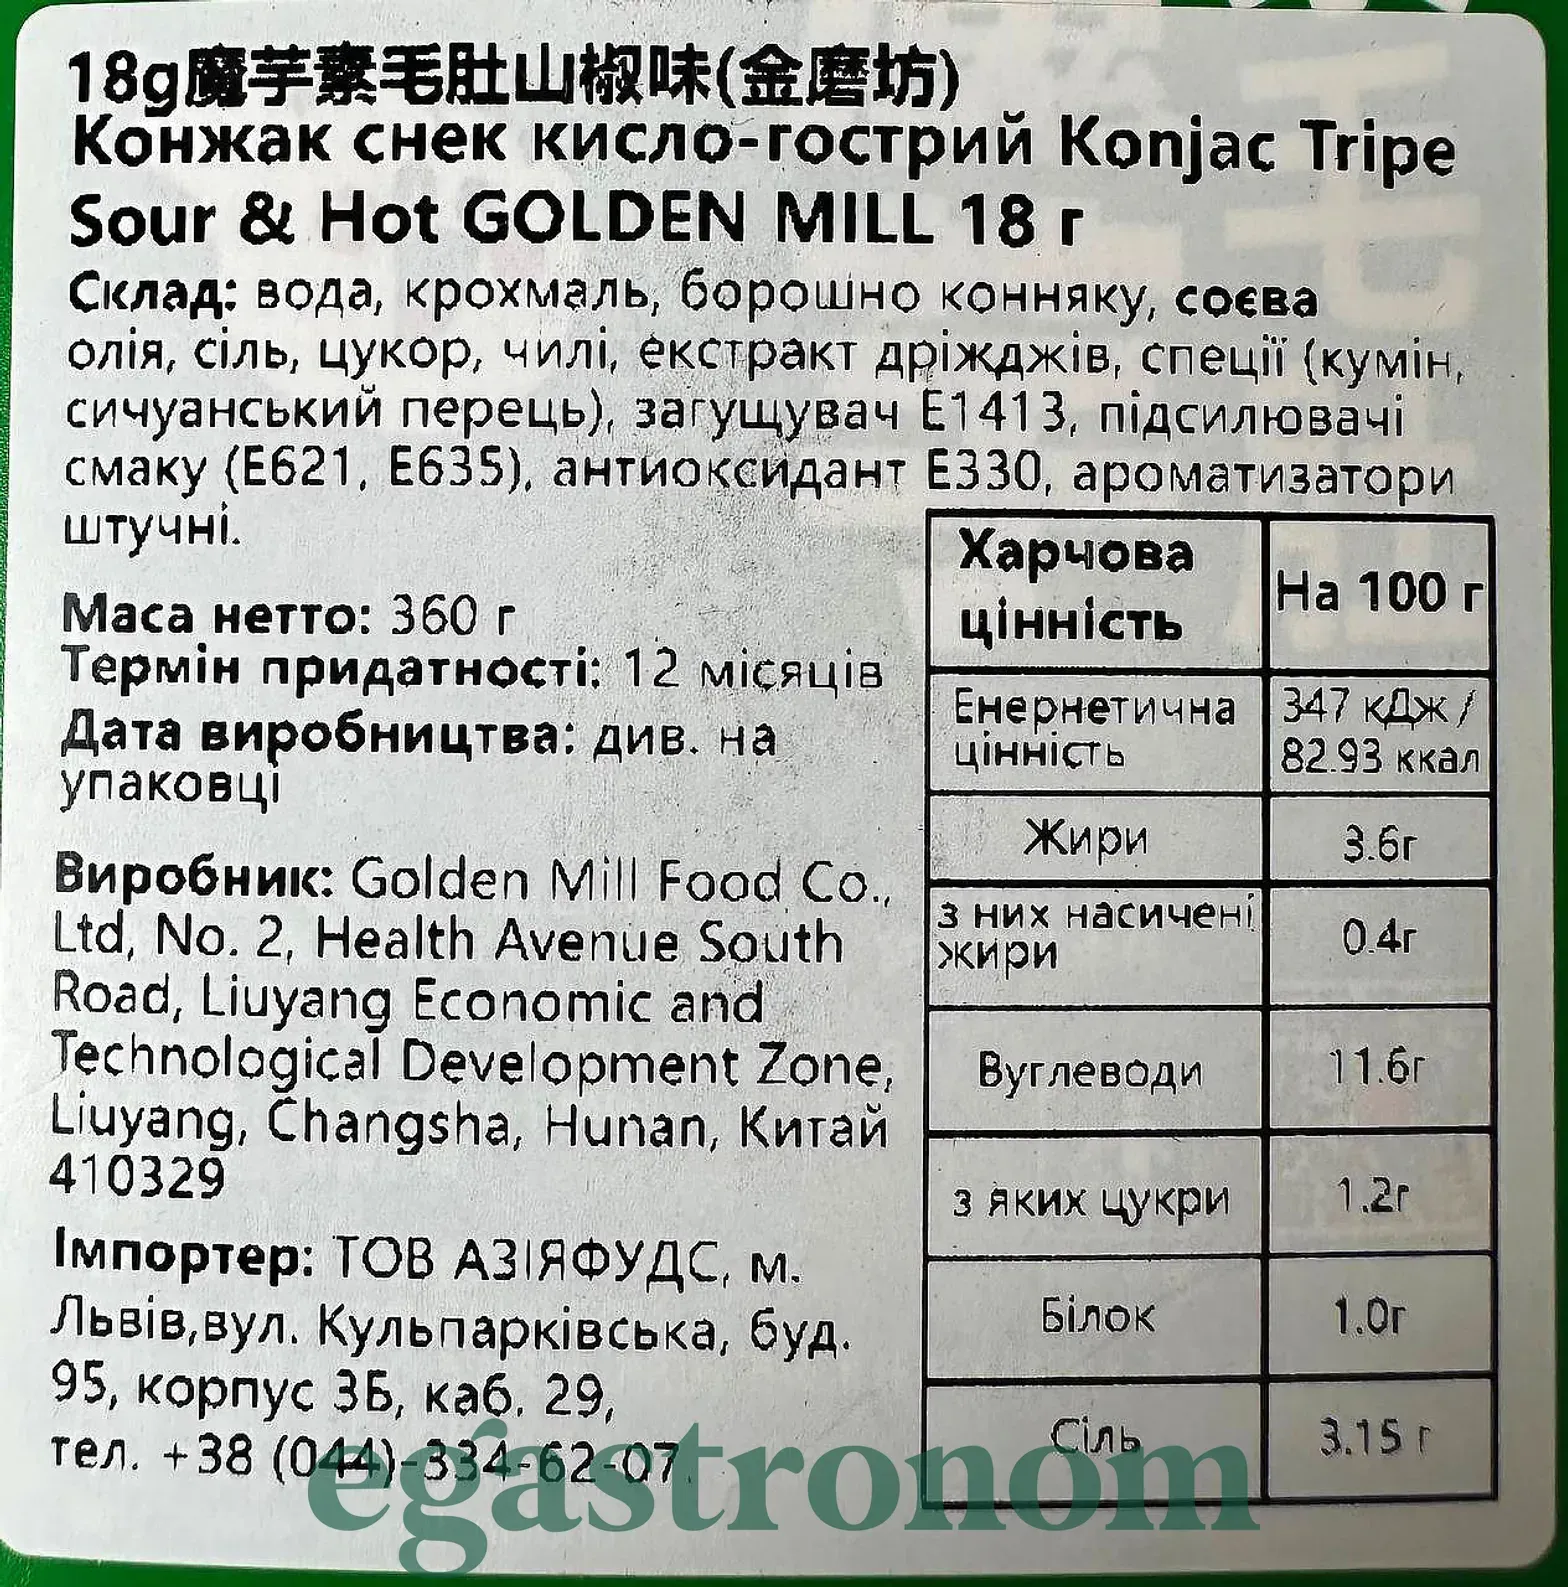 18g魔芋素毛肚山椒味(金磨坊)
Конжак снек кисло-гострий Konjac Tripe
Sour & Hot GOLDEN MILL 18 г
Склад: вода, крохмаль, борошно конняку, соєва
олія, сіль, цукор, чилі, екстракт дріжджів, спеції (кумін,
сичуанський перець), загущувач Е1413, підсилювачі
смаку (Е621, Е635), антиоксидант Е330, ароматизатори
штучні.
Маса нетто: 360 г
Термін придатності: 12 місяців
Дата виробництва: див. на
упаковці
Виробник: Golden Mill Food Co.,
Ltd, No. 2, Health Avenue South
Road, Liuyang Economic and
Technological Development Zone,
Liuyang, Changsha, Hunan, Китай
410329
Імпортер: ТОВ АЗІЯФУДС, м.
Львів,вул. Кульпарківська, буд.
95, корпус 3Б, каб. 29,
тел. +38 (044)-334-62-07.
Харчова цінність На 100 г
Енергетична цінність 347 кДж / 82.93 ккал
Жири 3.6г
з них насичені жири 0.4г
Вуглеводи 11.6г
з яких цукри 1.2г
Білок 1.0г
Сіль 3.15 г
egastronom